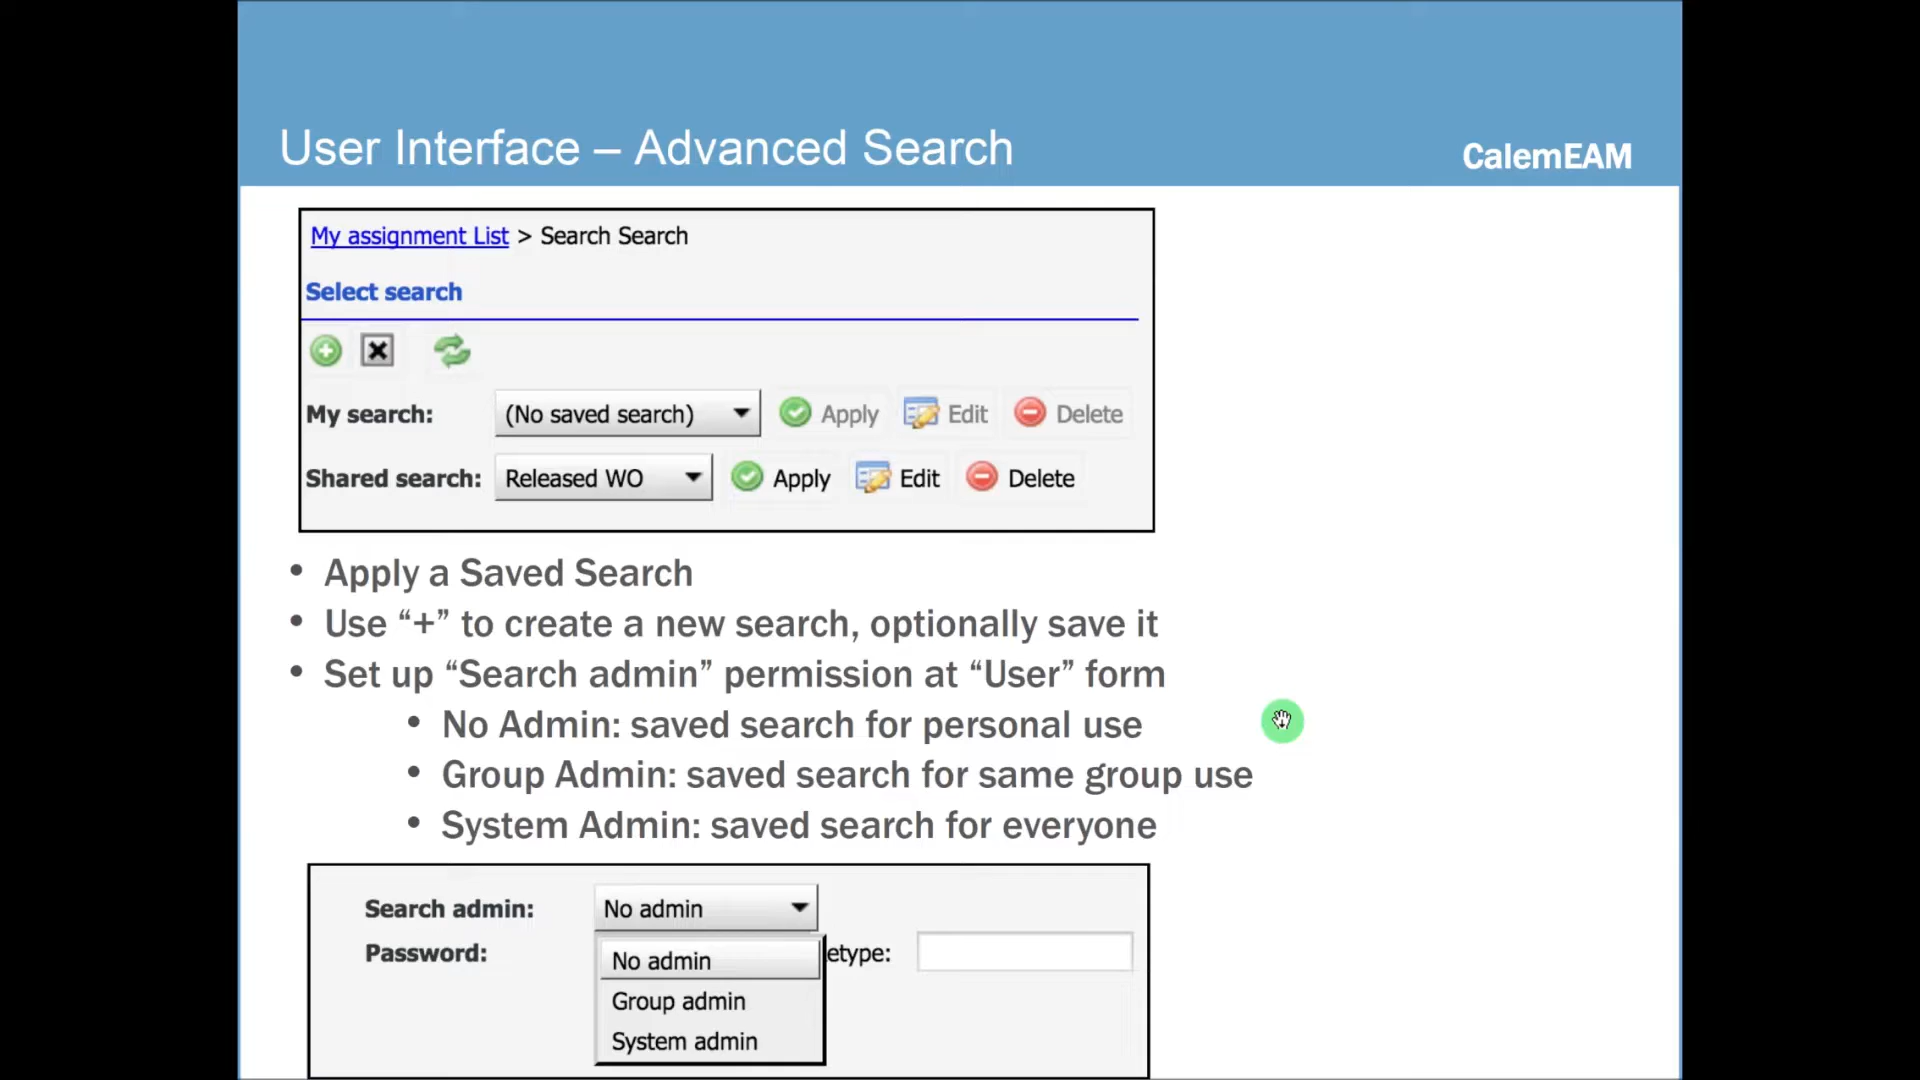 User Interface – Advanced Search
CalemEAM
My assignment List > Search Search
Select search
My search: (No saved search) Apply Edit Delete
Shared search: Released WO Apply Edit Delete
• Apply a Saved Search
• Use “+” to create a new search, optionally save it
• Set up “Search admin” permission at “User” form
• No Admin: saved search for personal use
• Group Admin: saved search for same group use
• System Admin: saved search for everyone
Search admin: No admin
Password: etype:
No admin
Group admin
System admin